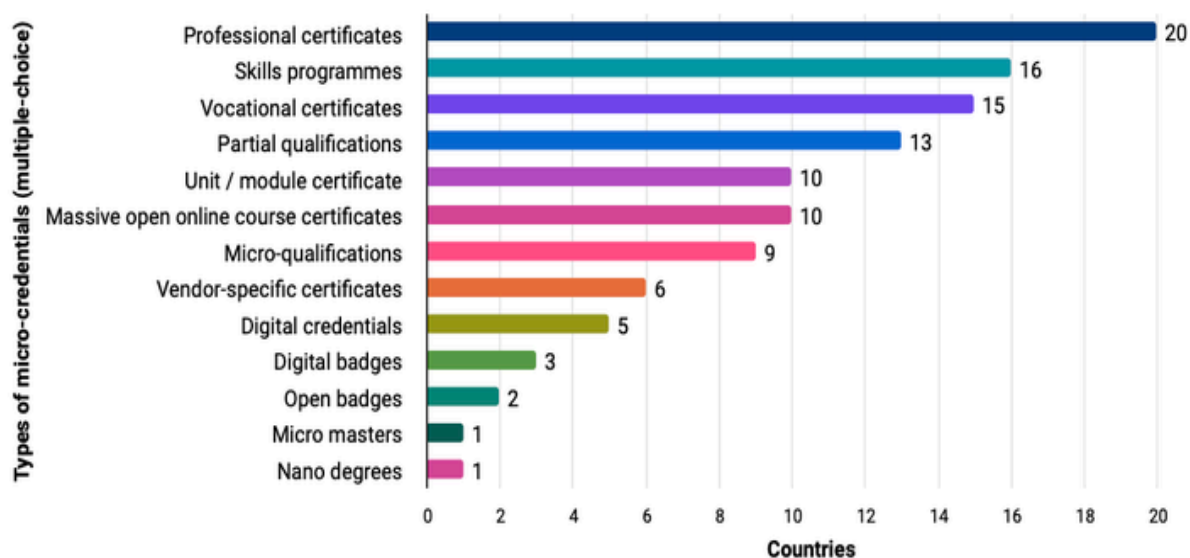 Types of micro-credentials (multiple-choice)
Professional certificates 20
Skills programmes 16
Vocational certificates 15
Partial qualifications 13
Unit / module certificate 10
Massive open online course certificates 10
Micro-qualifications 9
Vendor-specific certificates 6
Digital credentials 5
Digital badges 3
Open badges 2
Micro masters 1
Nano degrees 1
0 2 4 6 8 10 12 14 16 18 20
Countries